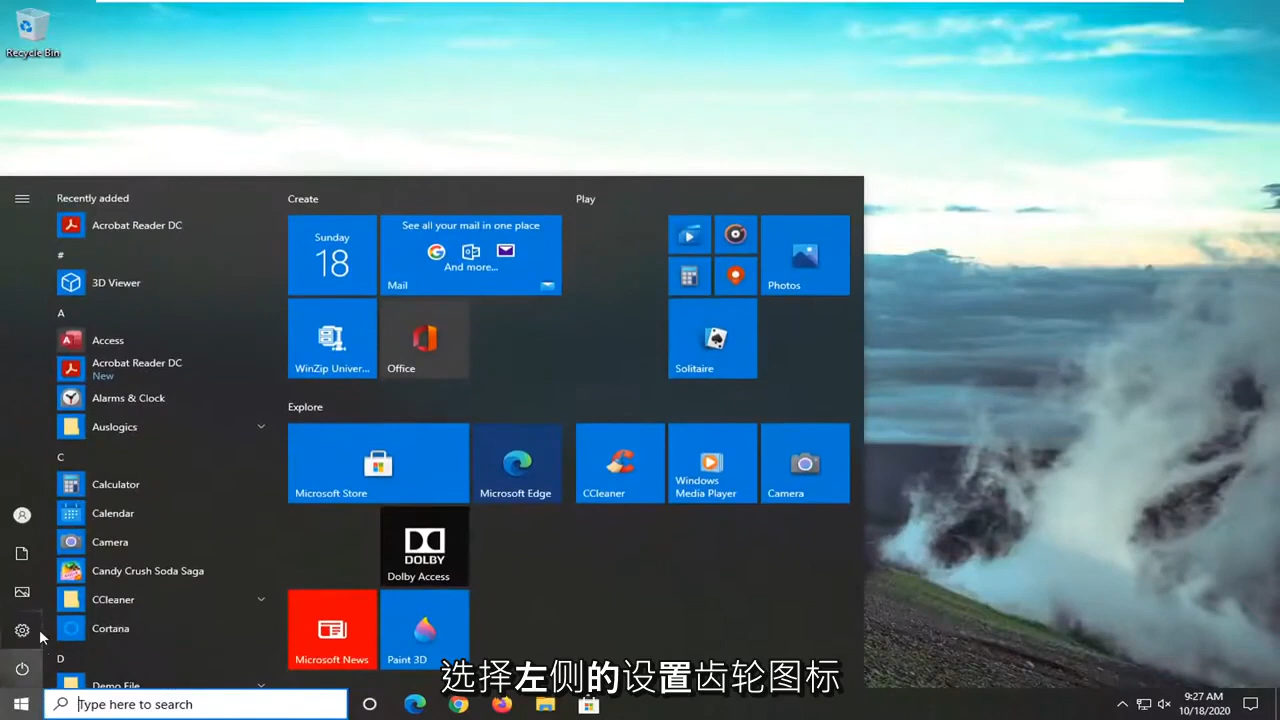 Recycle Bin
Recently added
Acrobat Reader DC
#
3D Viewer
A
Access
Acrobat Reader DC
New
Alarms & Clock
Auslogics
C
Calculator
Calendar
Camera
Candy Crush Soda Saga
CCleaner
Cortana
D
Demo File
Create
Sunday
18
See all your mail in one place
And more...
Mail
WinZip Univer...
Office
Explore
Microsoft Store
Microsoft Edge
DOLBY
Dolby Access
Microsoft News
Paint 3D
Play
Photos
Solitaire
CCleaner
Windows
Media Player
Camera
选择左侧的设置齿轮图标
Type here to search
9:27 AM
10/18/2020